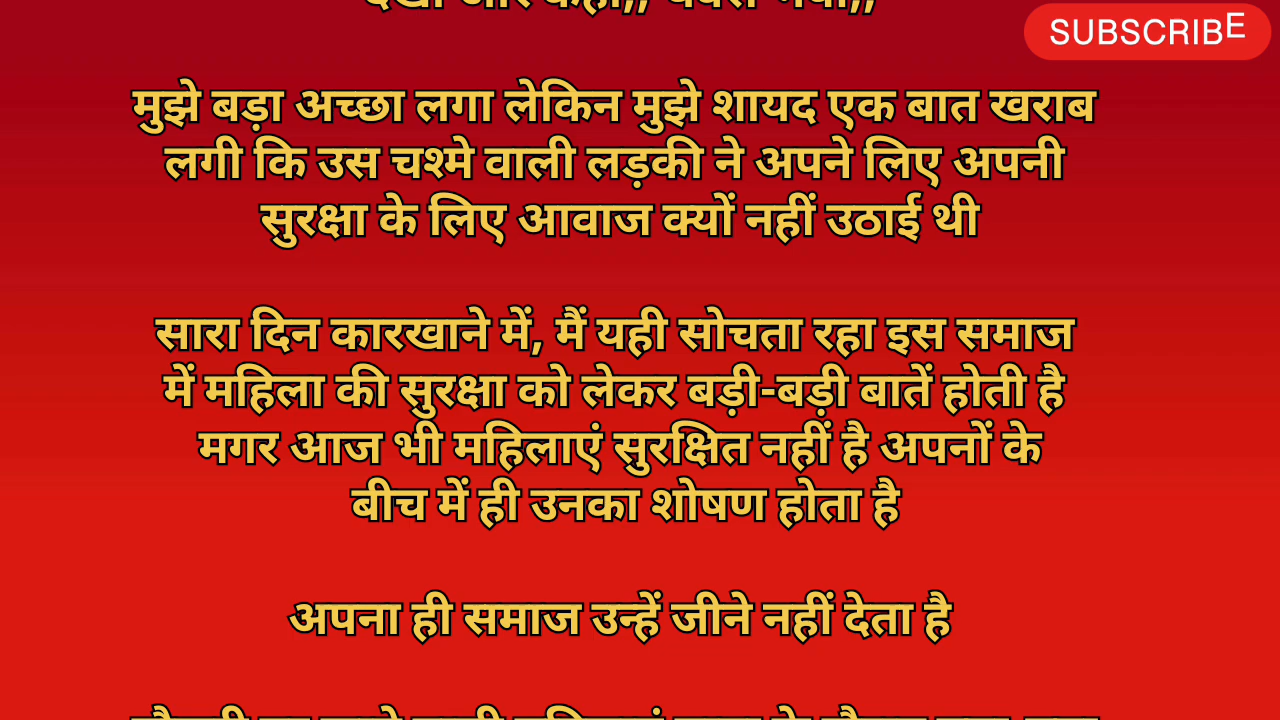 SUBSCRIBE
मुझे बड़ा अच्छा लगा लेकिन मुझे शायद एक बात खराब
लगी कि उस चश्मे वाली लड़की ने अपने लिए अपनी
सुरक्षा के लिए आवाज क्यों नहीं उठाई थी
सारा दिन कारखाने में, मैं यही सोचता रहा इस समाज
में महिला की सुरक्षा को लेकर बड़ी-बड़ी बातें होती है
मगर आज भी महिलाएं सुरक्षित नहीं है अपनों के
बीच में ही उनका शोषण होता है
अपना ही समाज उन्हें जीने नहीं देता है